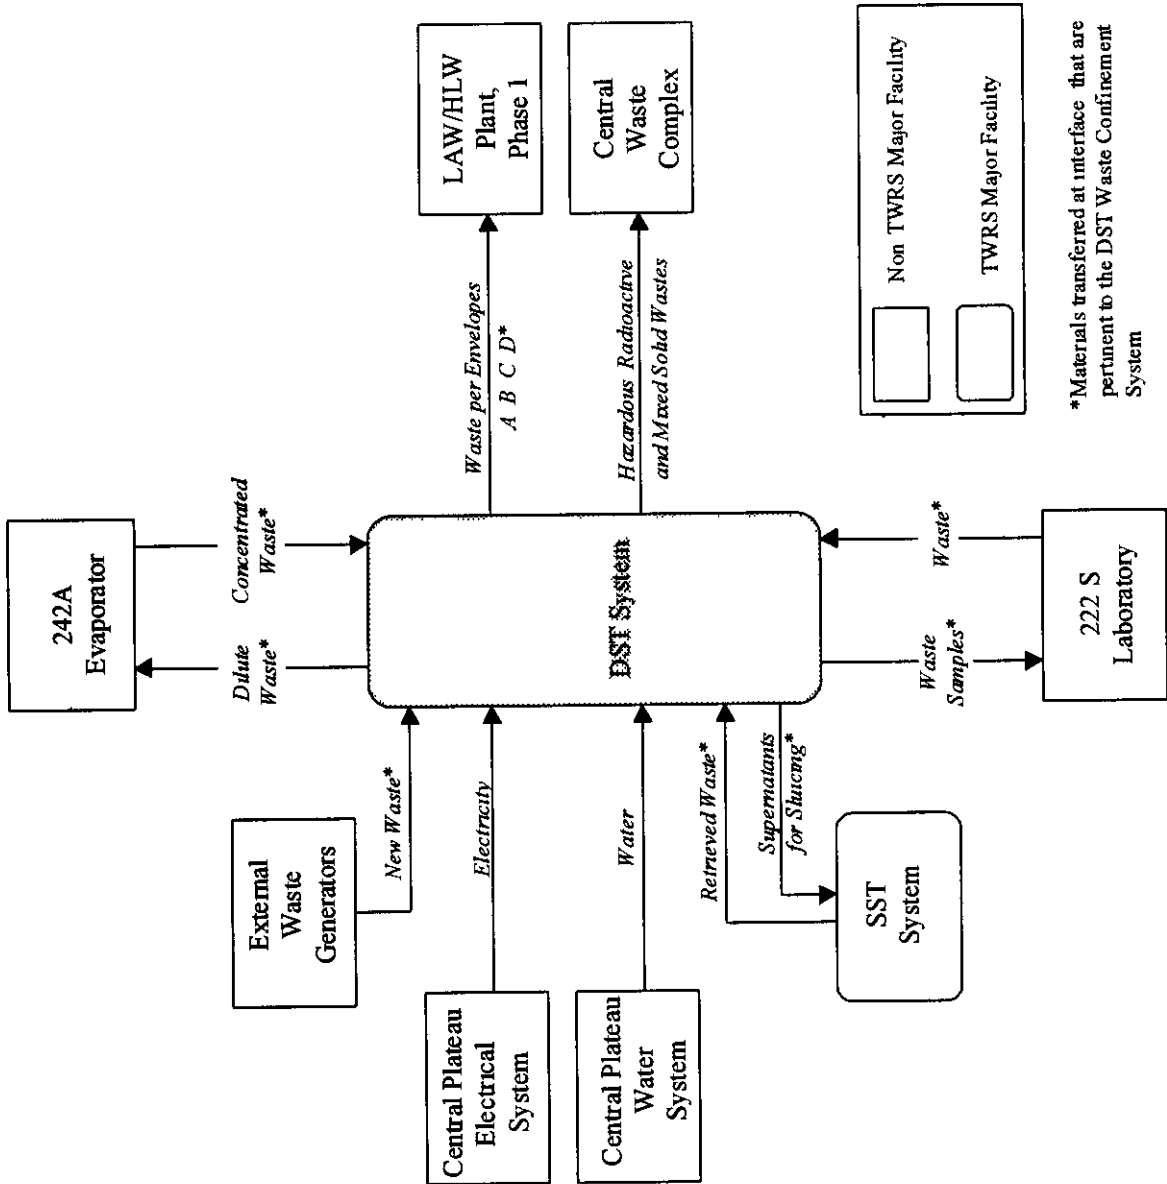 242A
Evaporator
Dilute
Waste*
Concentrated
Waste*
External
Waste
Generators
New Waste*
Central Plateau
Electrical
System
Electricity
Central Plateau
Water
System
Water
SST
System
Retrieved Waste*
Supernatants
for Sluicing*
DST System
Waste per Envelopes
A B C D*
LAW/HLW
Plant,
Phase 1
Hazardous Radioactive
and Mixed Solid Wastes
Central
Waste
Complex
Waste
Samples*
Waste*
222 S
Laboratory
Non TWRS Major Facility
TWRS Major Facility
*Materials transferred at interface that are
pertinent to the DST Waste Confinement
System